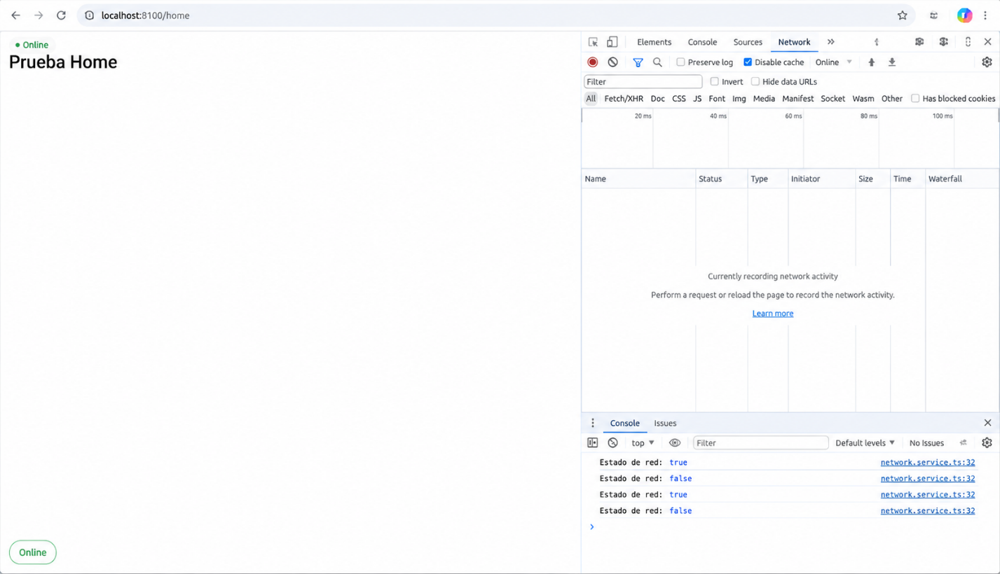 localhost:8100/home
Online
Prueba Home
Online
Elements Console Sources Network
Preserve log Disable cache Online
Filter Invert Hide data URLs
All Fetch/XHR Doc CSS JS Font Img Media Manifest Socket Wasm Other Has blocked cookies
20 ms 40 ms 60 ms 80 ms 100 ms
Name Status Type Initiator Size Time Waterfall
Currently recording network activity
Perform a request or reload the page to record the network activity.
Learn more
Console Issues
top Filter Default levels No Issues
Estado de red: true network.service.ts:32
Estado de red: false network.service.ts:32
Estado de red: true network.service.ts:32
Estado de red: false network.service.ts:32